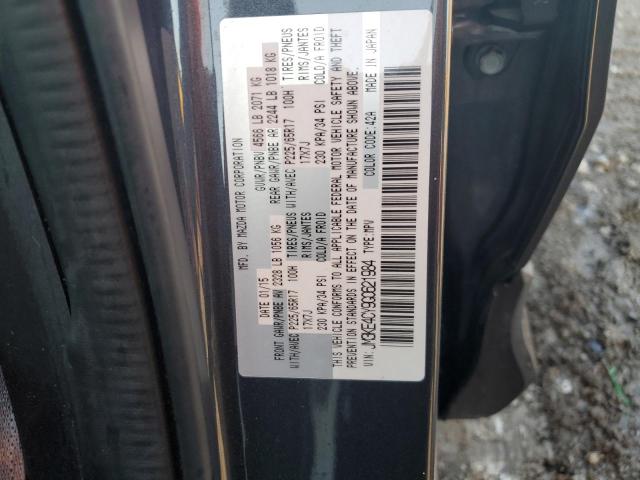 MFD. BY MAZDA MOTOR CORPORATION
DATE 01/15 GVWR/PNBV 4566 LB 2071 KG
FRONT GAWR/PNBE AV 2328 LB 1056 KG REAR GAWR/PNBE AR 2244 LB 1018 KG
TIRES/PNEUS TIRES/PNEUS
WITH/AVEC P225/65R17 100H RIMS/JANTES WITH/AVEC P225/65R17 100H RIMS/JANTES
17X7J COLD/A FROID 17X7J COLD/A FROID
230 KPA/34 PSI 230 KPA/34 PSI
THIS VEHICLE CONFORMS TO ALL APPLICABLE FEDERAL MOTOR VEHICLE SAFETY AND THEFT
PREVENTION STANDARDS IN EFFECT ON THE DATE OF MANUFACTURE SHOWN ABOVE.
VIN: JM3KE4CY9G0621984 TYPE: MPV COLOR CODE: 42A MADE IN JAPAN